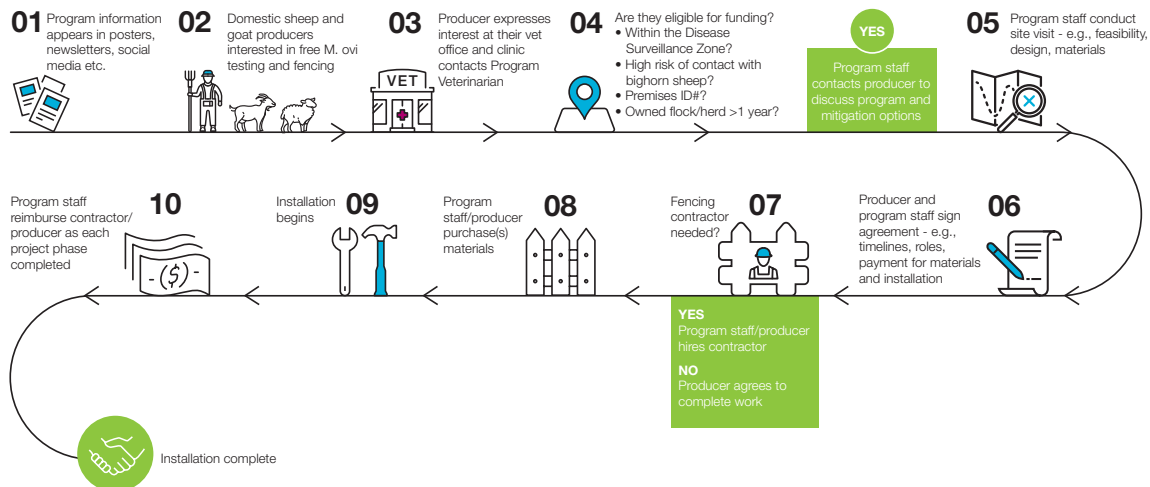 01
Program information
appears in posters,
newsletters, social
media etc.
02
Domestic sheep and
goat producers
interested in free M. ovi
testing and fencing
03
Producer expresses
interest at their vet
office and clinic
contacts Program
Veterinarian
VET
04
Are they eligible for funding?
• Within the Disease
Surveillance Zone?
• High risk of contact with
bighorn sheep?
• Premises ID#?
• Owned flock/herd >1 year?
YES
Program staff
contacts producer to
discuss program and
mitigation options
05
Program staff conduct
site visit - e.g., feasibility,
design, materials
06
Producer and
program staff sign
agreement - e.g.,
timelines, roles,
payment for materials
and installation
07
Fencing
contractor
needed?
YES
Program staff/producer
hires contractor
NO
Producer agrees to
complete work
08
Program
staff/producer
purchase(s)
materials
09
Installation
begins
10
Program staff
reimburse contractor/
producer as each
project phase
completed
-($)-
Installation complete